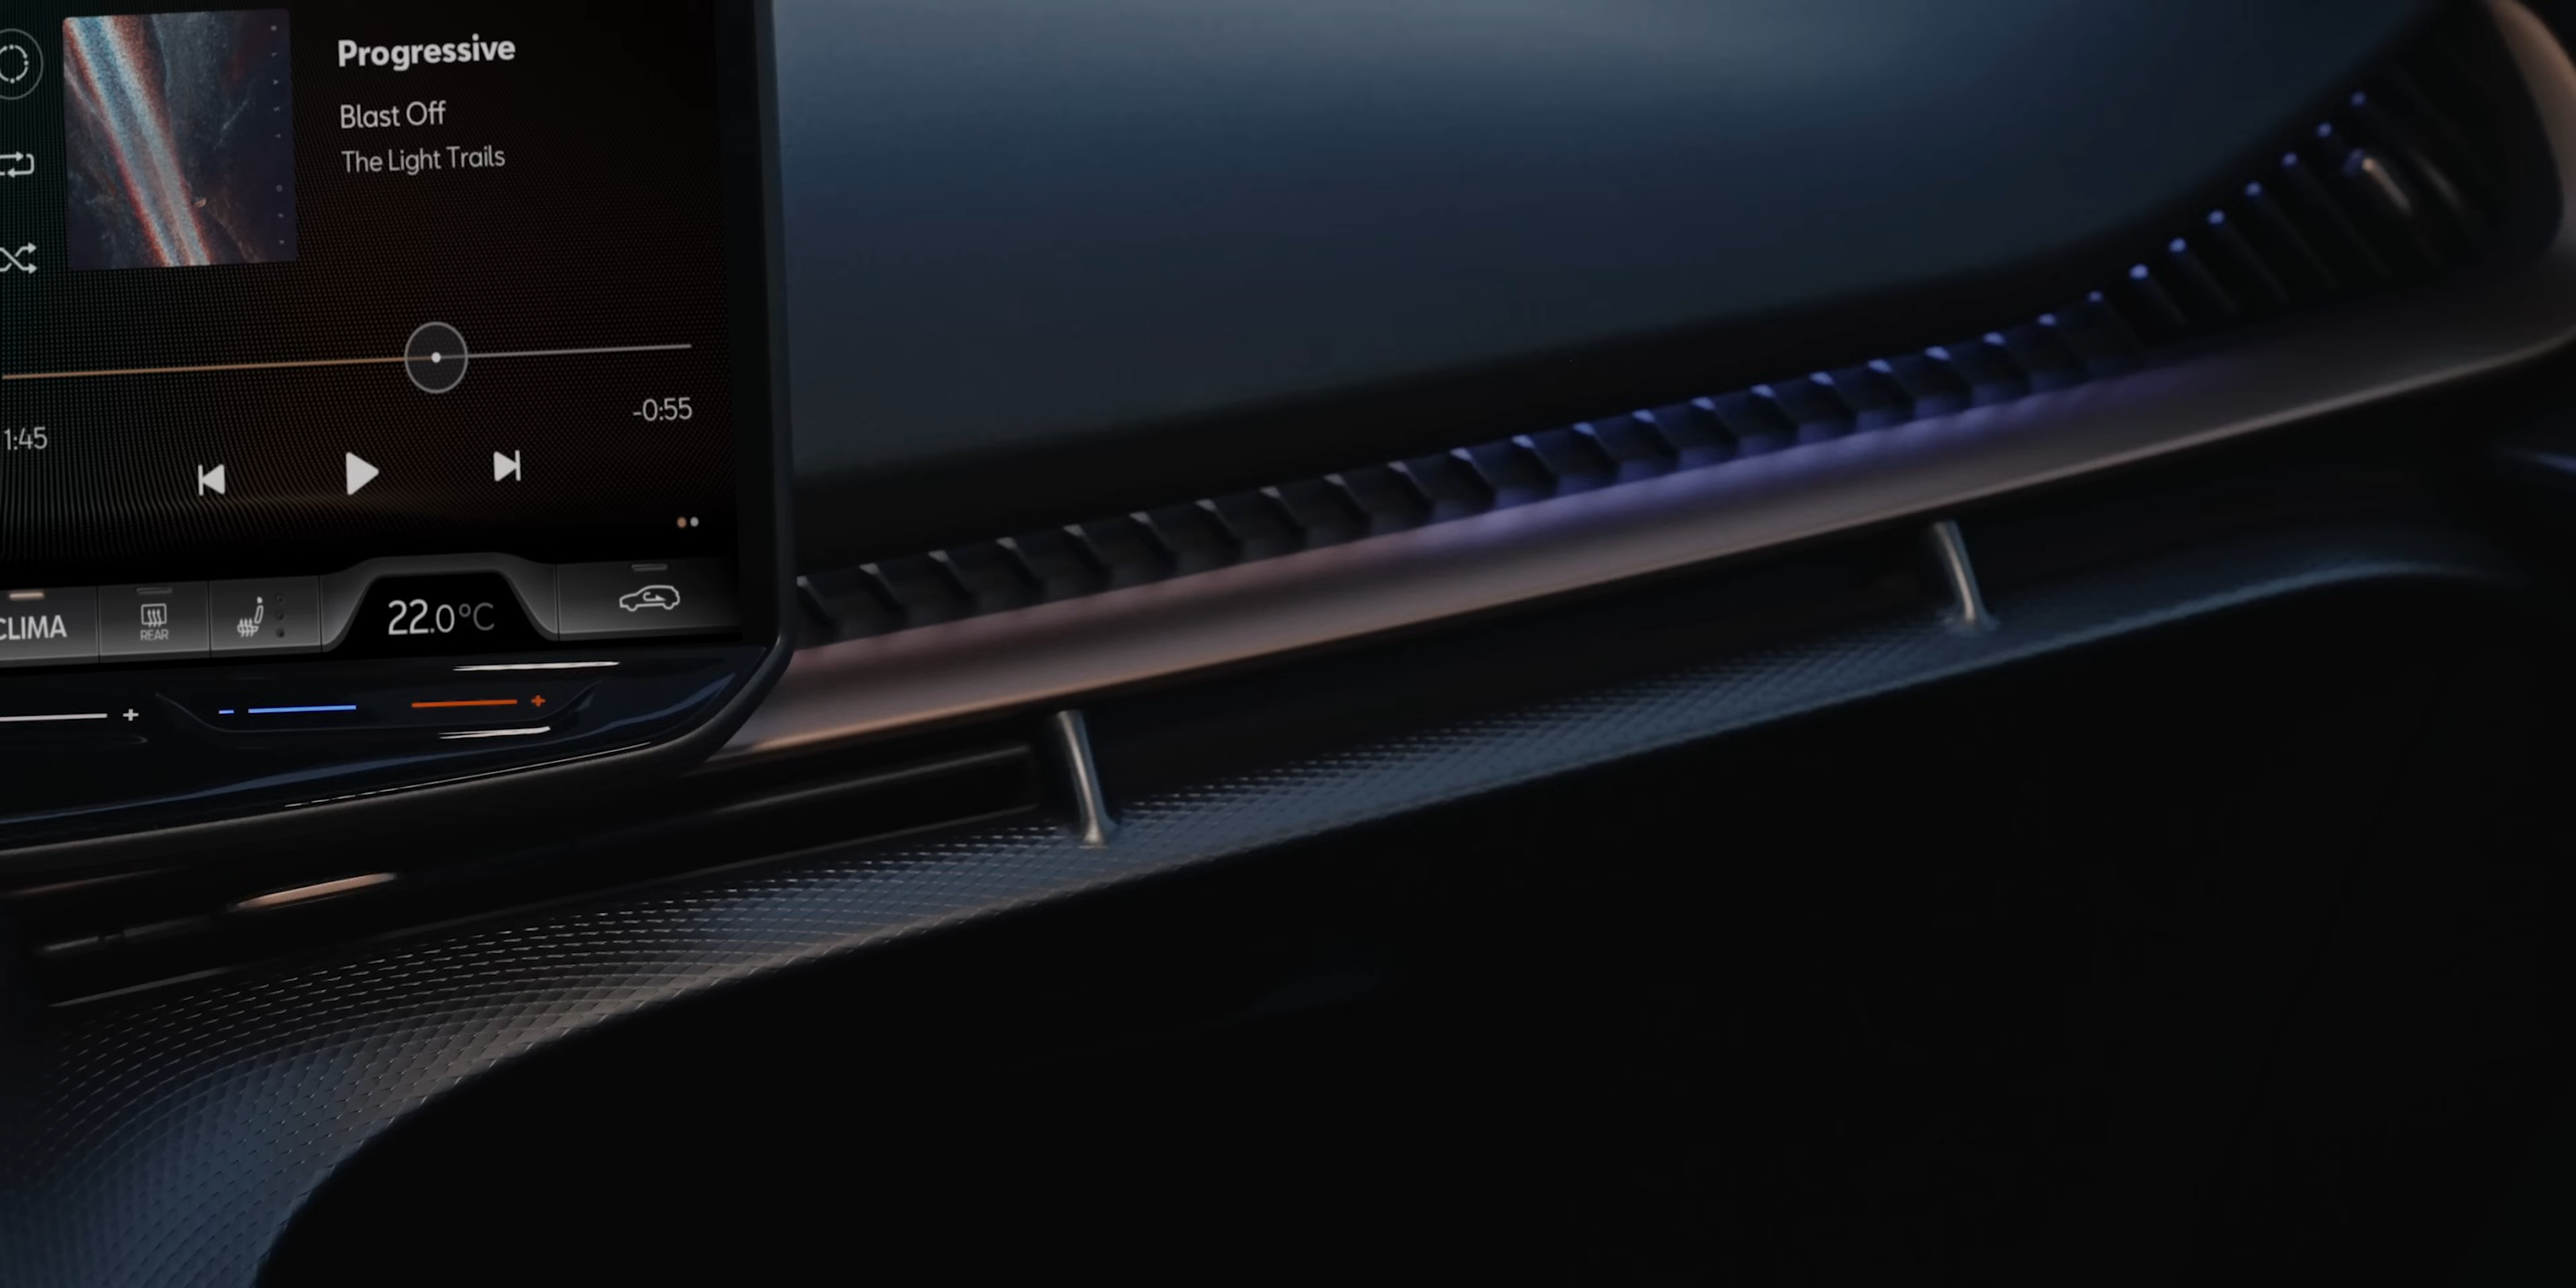 Progressive
Blast Off
The Light Trails
1:45
-0:55
CLIMA
REAR
22.0°C
- +
+